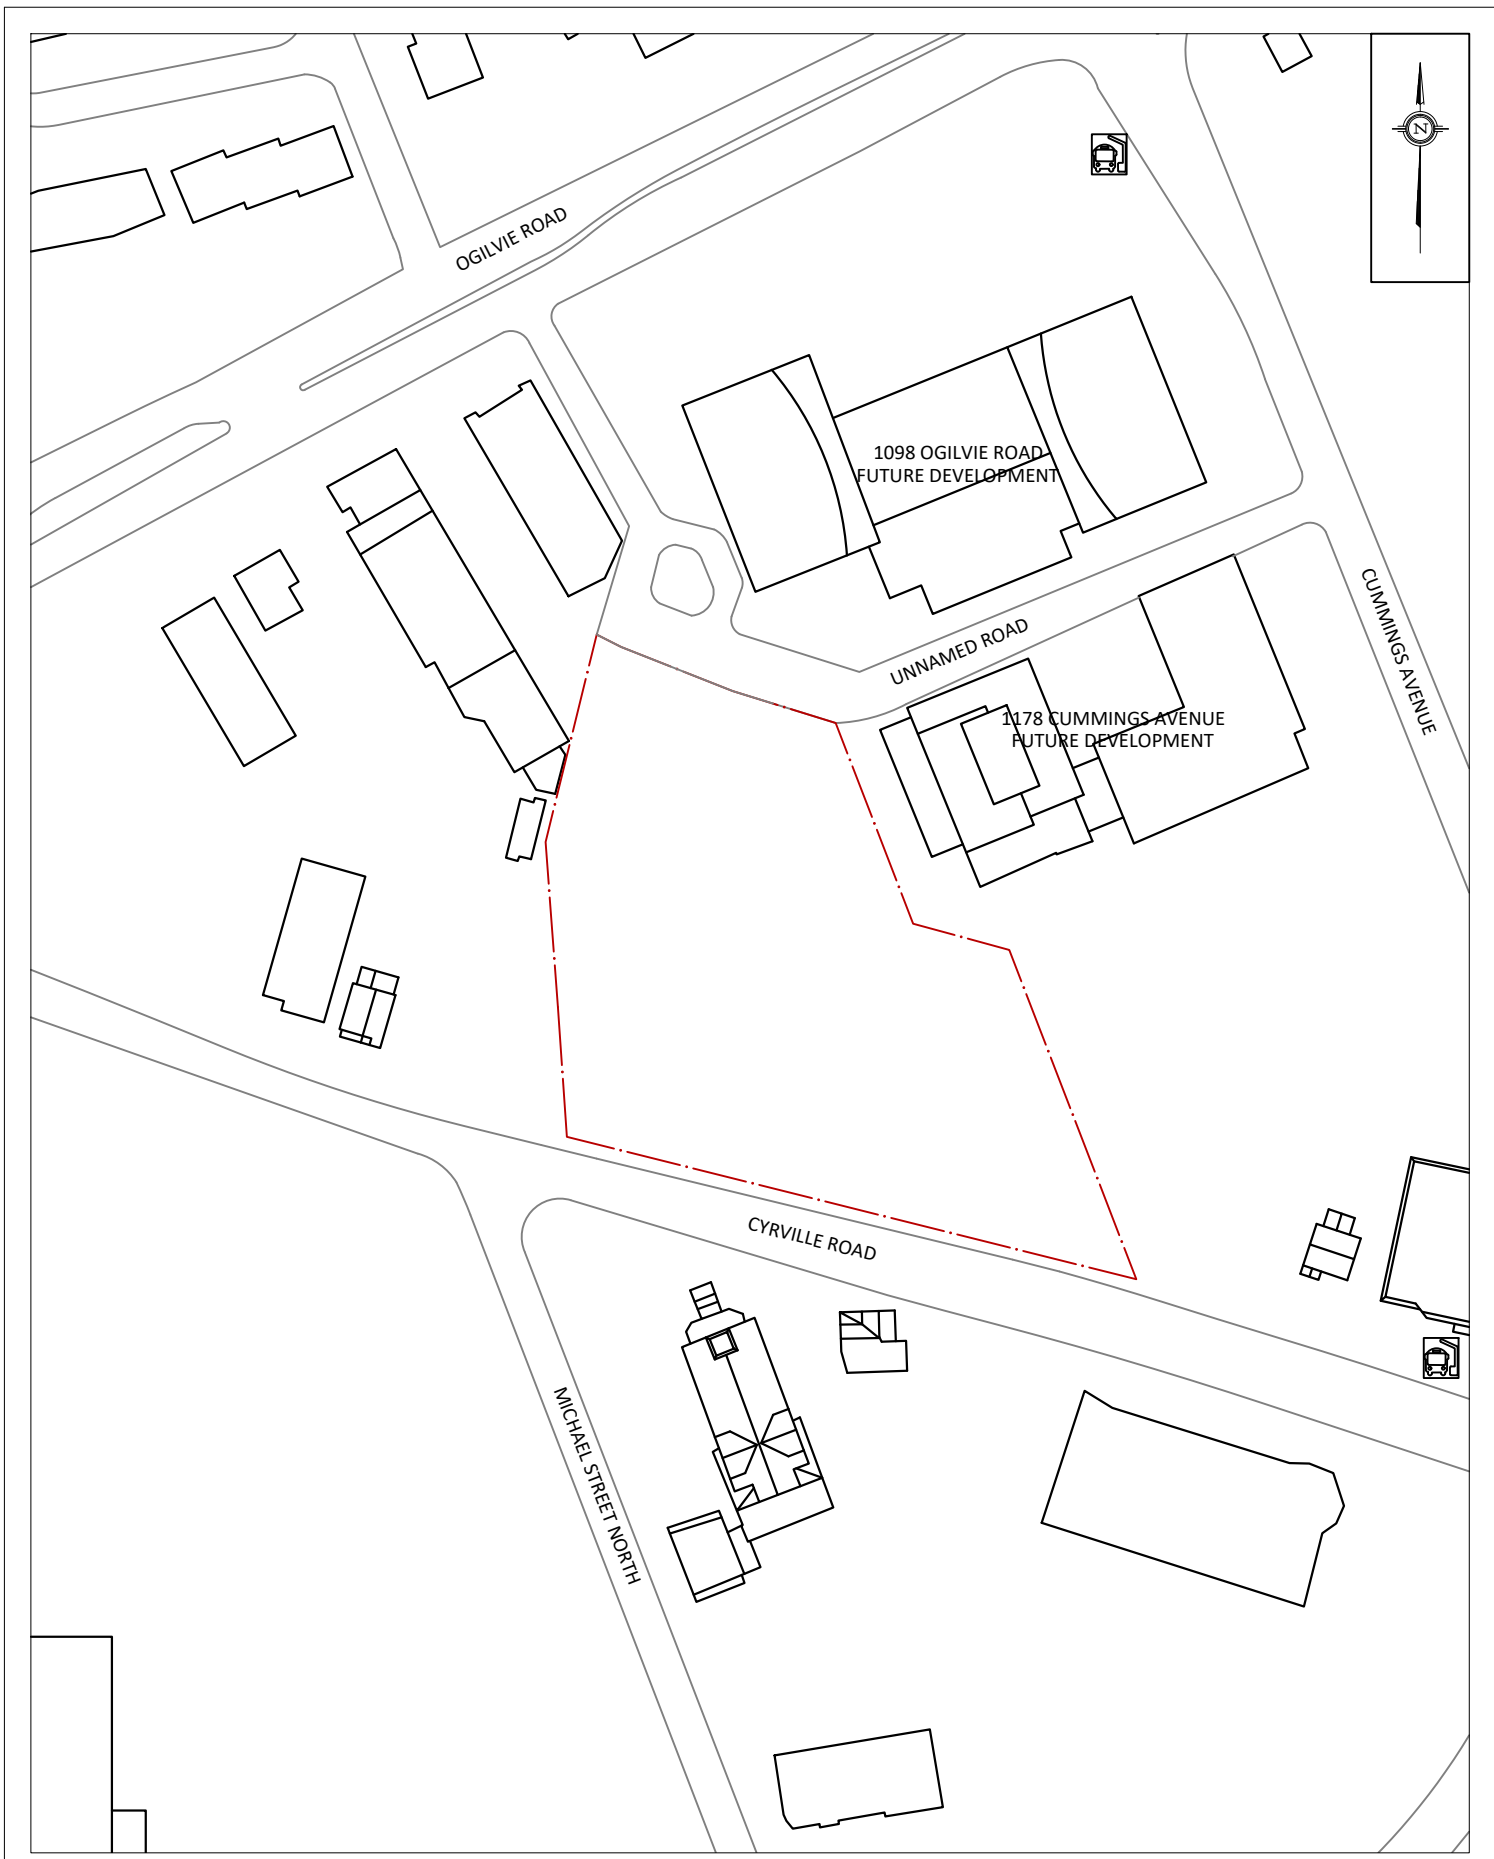 N
OGILVIE ROAD
1098 OGILVIE ROAD
FUTURE DEVELOPMENT
CUMMINGS AVENUE
UNNAMED ROAD
1178 CUMMINGS AVENUE
FUTURE DEVELOPMENT
CYRVILLE ROAD
MICHAEL STREET NORTH